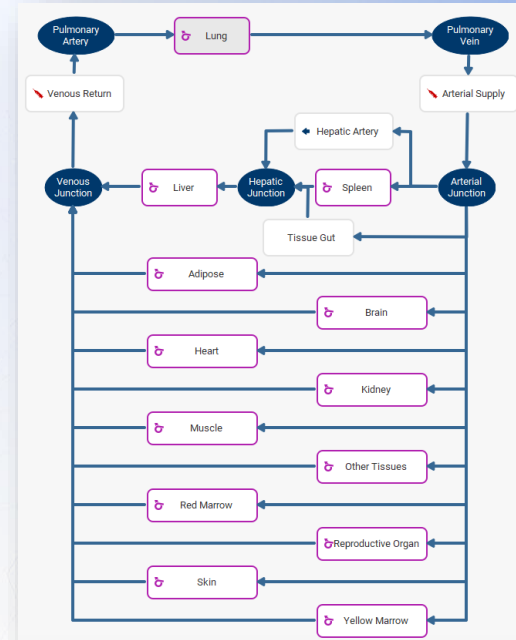 Pulmonary
Artery
Lung
Pulmonary
Vein
Venous Return
Arterial Supply
Hepatic Artery
Venous
Junction
Liver
Hepatic
Junction
Spleen
Arterial
Junction
Tissue Gut
Adipose
Brain
Heart
Kidney
Muscle
Other Tissues
Red Marrow
Reproductive Organ
Skin
Yellow Marrow